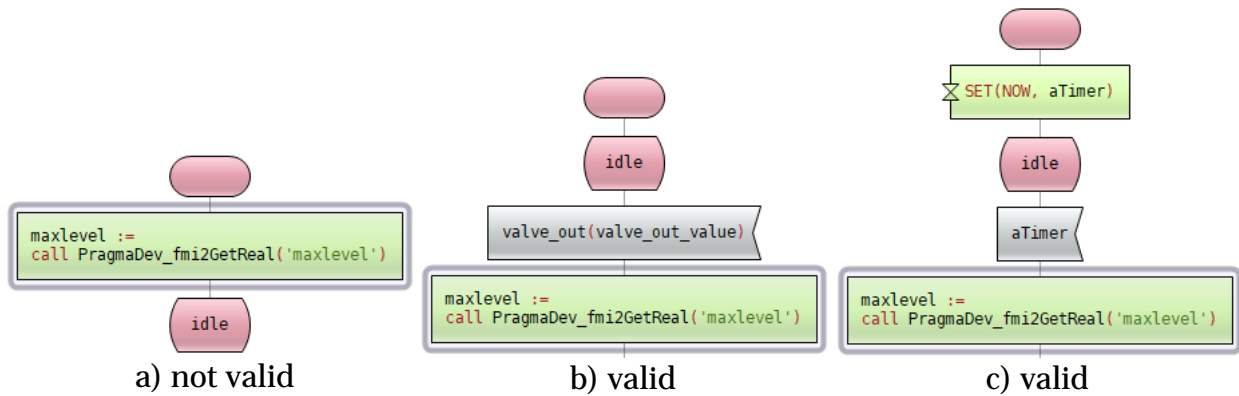 maxlevel :=
call PragmaDev_fmi2GetReal('maxlevel')
idle
a) not valid
idle
valve_out(valve_out_value)
maxlevel :=
call PragmaDev_fmi2GetReal('maxlevel')
b) valid
SET(NOW, aTimer)
idle
aTimer
maxlevel :=
call PragmaDev_fmi2GetReal('maxlevel')
c) valid